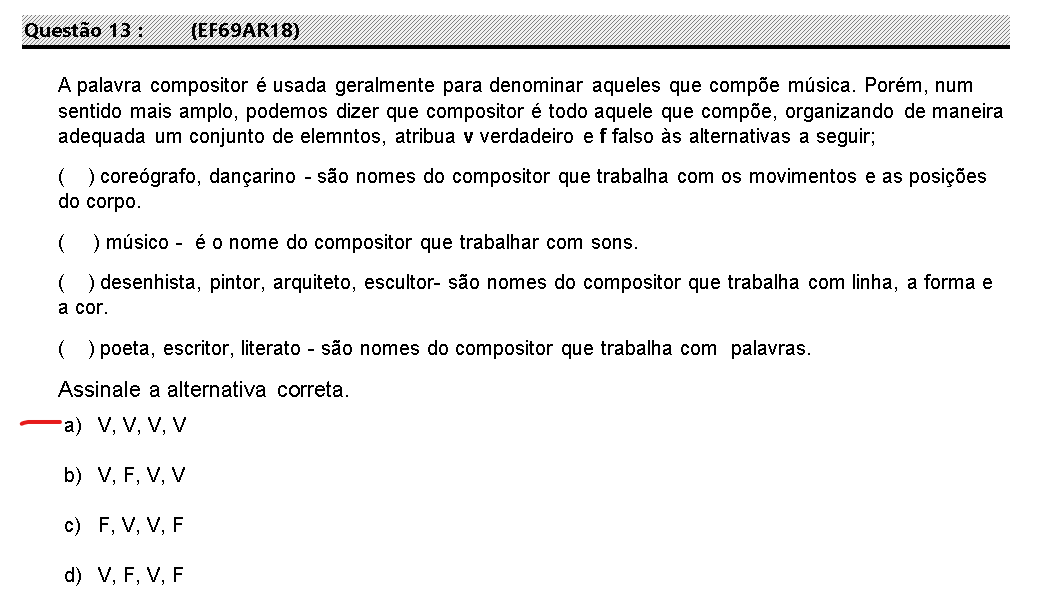 Questão 13 : (EF69AR18)
A palavra compositor é usada geralmente para denominar aqueles que compõe música. Porém, num
sentido mais amplo, podemos dizer que compositor é todo aquele que compõe, organizando de maneira
adequada um conjunto de elemntos, atribua v verdadeiro e f falso às alternativas a seguir;
( ) coreógrafo, dançarino - são nomes do compositor que trabalha com os movimentos e as posições
do corpo.
( ) músico - é o nome do compositor que trabalhar com sons.
( ) desenhista, pintor, arquiteto, escultor- são nomes do compositor que trabalha com linha, a forma e
a cor.
( ) poeta, escritor, literato - são nomes do compositor que trabalha com palavras.
Assinale a alternativa correta.
a) V, V, V, V
b) V, F, V, V
c) F, V, V, F
d) V, F, V, F